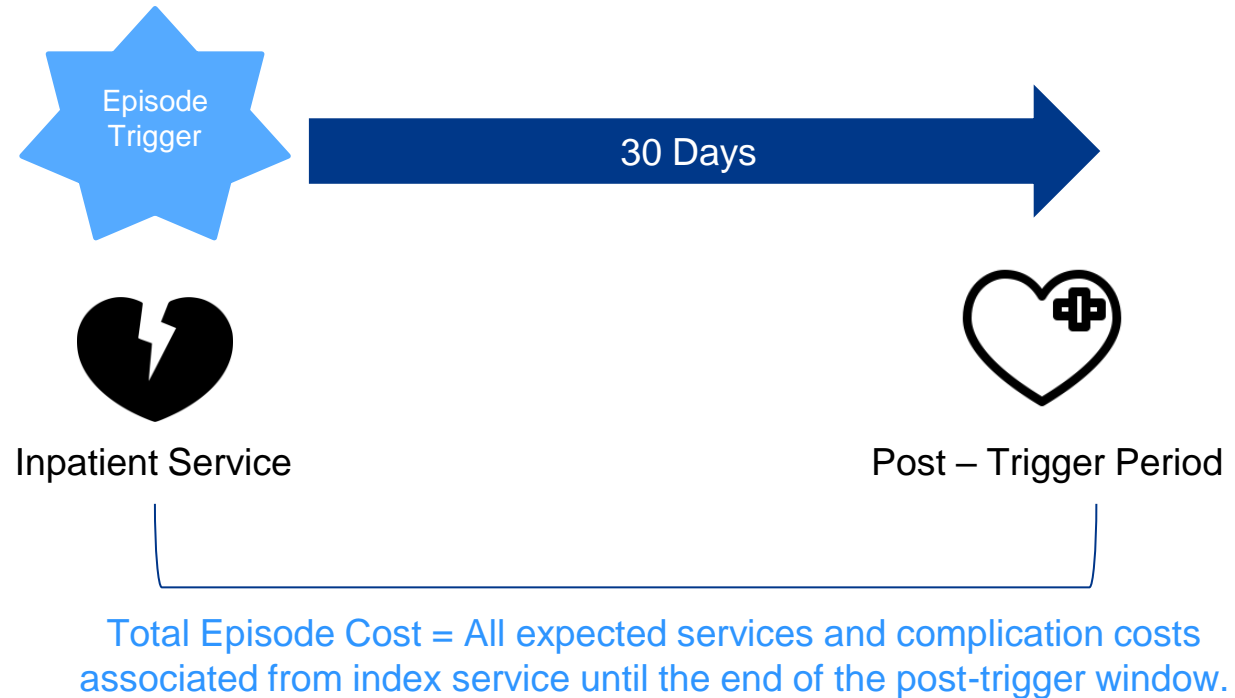 Episode
Trigger
30 Days
Inpatient Service
Post – Trigger Period
Total Episode Cost = All expected services and complication costs
associated from index service until the end of the post-trigger window.